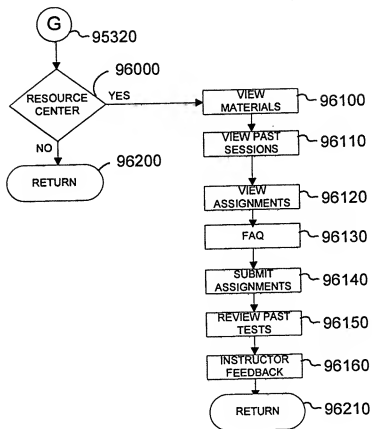 G
95320
96000
RESOURCE
CENTER
YES
VIEW
MATERIALS
96100
NO
VIEW PAST
SESSIONS
96110
96200
RETURN
VIEW
ASSIGNMENTS
96120
FAQ
96130
SUBMIT
ASSIGNMENTS
96140
REVIEW PAST
TESTS
96150
INSTRUCTOR
FEEDBACK
96160
RETURN
96210